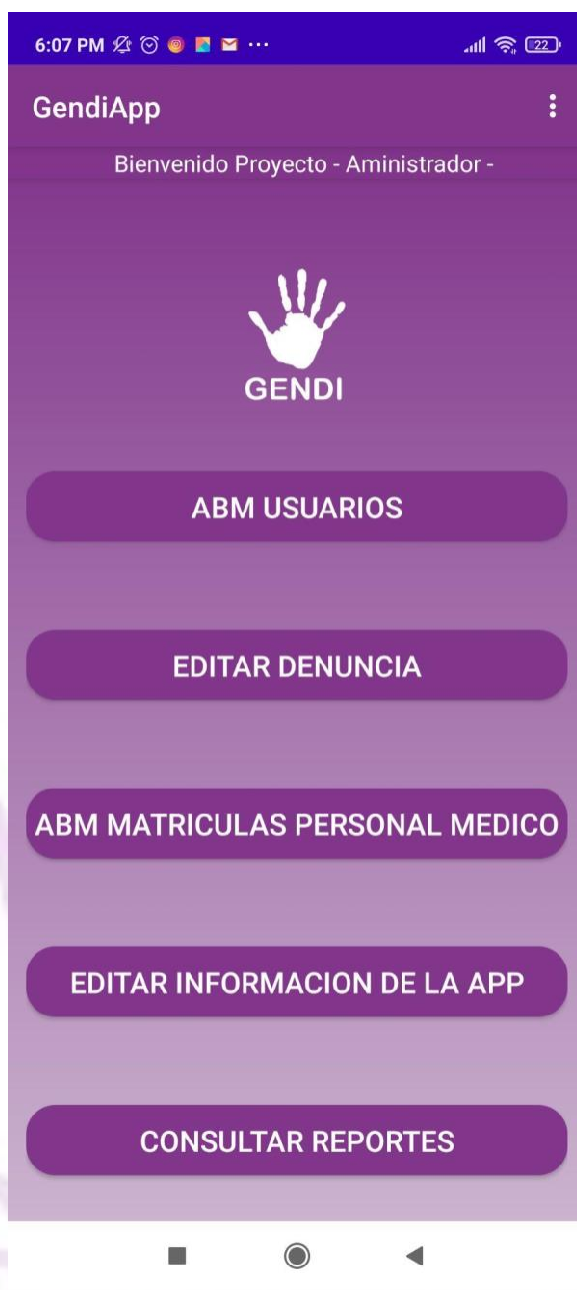 6:07 PM ... 22
GendiApp
Bienvenido Proyecto - Aministrador -
GENDI
ABM USUARIOS
EDITAR DENUNCIA
ABM MATRICULAS PERSONAL MEDICO
EDITAR INFORMACION DE LA APP
CONSULTAR REPORTES